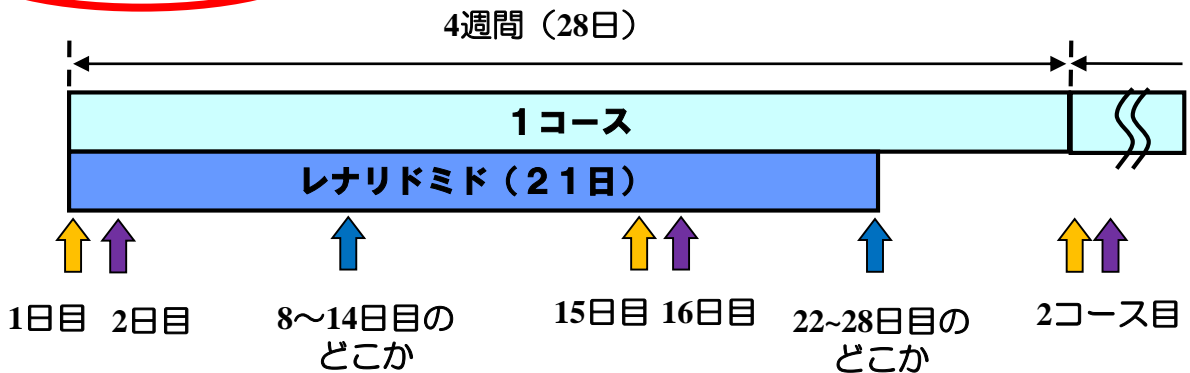 4週間（28日）
1コース
レナリドミド（２１日）
1日目
2日目
8～14日目の
どこか
15日目
16日目
22~28日目の
どこか
2コース目